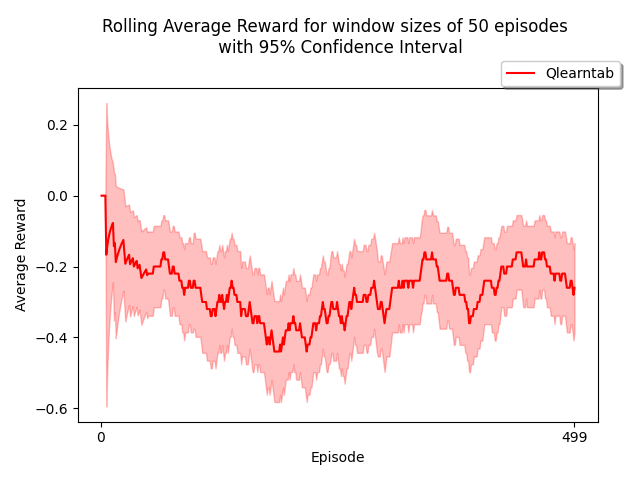 Rolling Average Reward for window sizes of 50 episodes
with 95% Confidence Interval
Qlearntab
Average Reward
0.2
0.0
−0.2
−0.4
−0.6
0
499
Episode